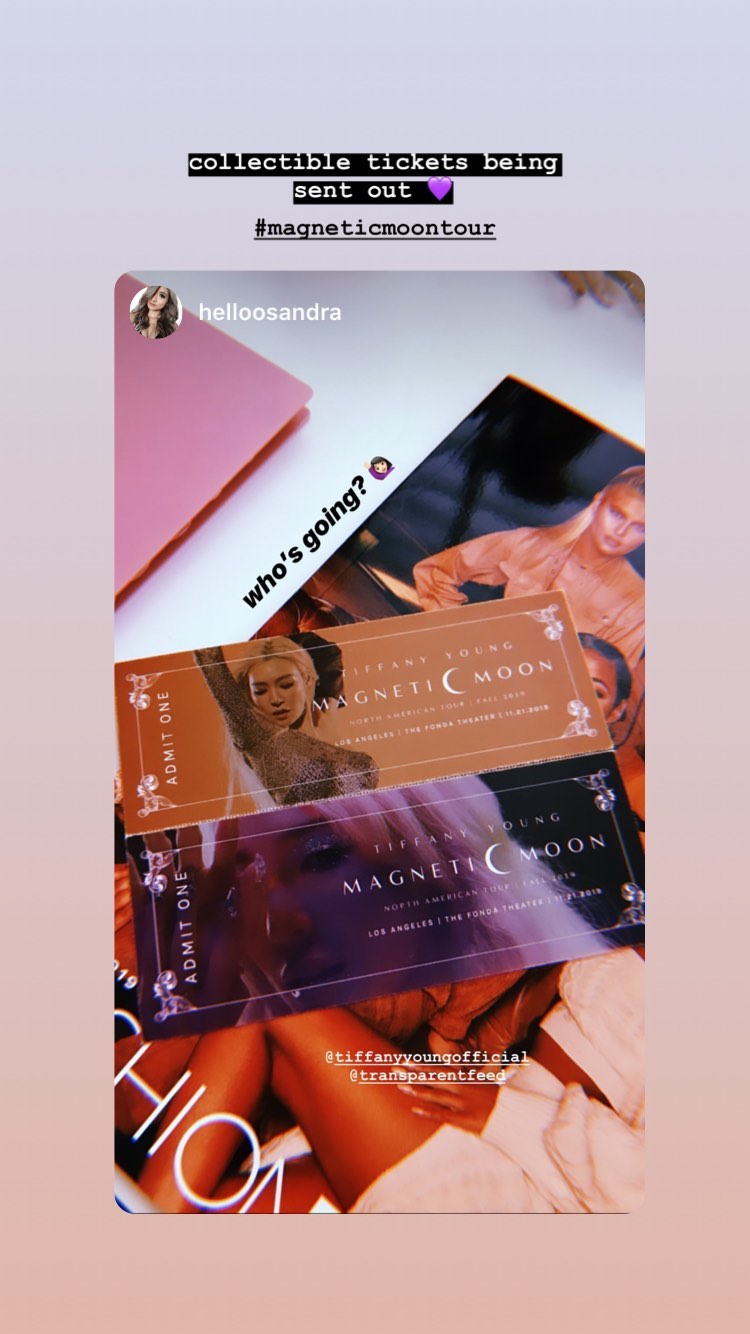 collectible tickets being
sent out 💜
#magneticmoontour
helloosandra
who's going? 🙋🏻‍♀️
TIFFANY YOUNG
MAGNETIC MOON
NORTH AMERICAN TOUR | FALL 2019
LOS ANGELES | THE FONDA THEATER | 11.21.2019
ADMIT ONE
TIFFANY YOUNG
MAGNETIC MOON
NORTH AMERICAN TOUR | FALL 2019
LOS ANGELES | THE FONDA THEATER | 11.21.2019
ADMIT ONE
@tiffanyyoungofficial
@transparentfeed